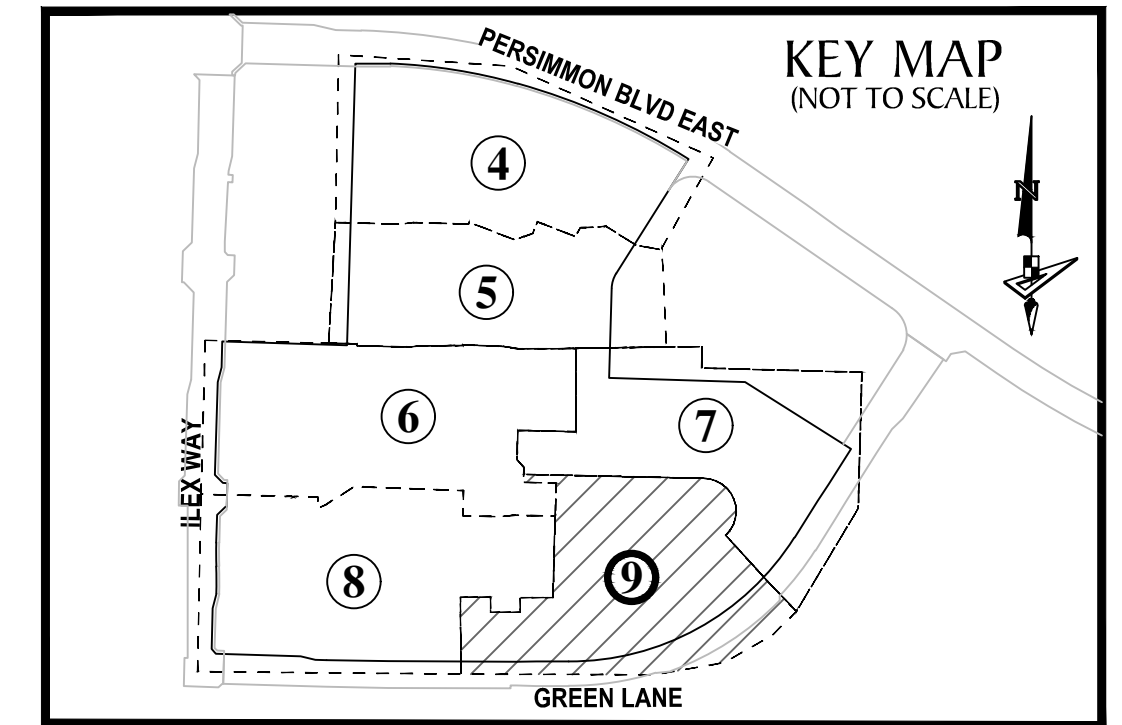 KEY MAP
(NOT TO SCALE)
PERSIMMON BLVD EAST
N
4
5
6
7
ILEX WAY
8
9
GREEN LANE